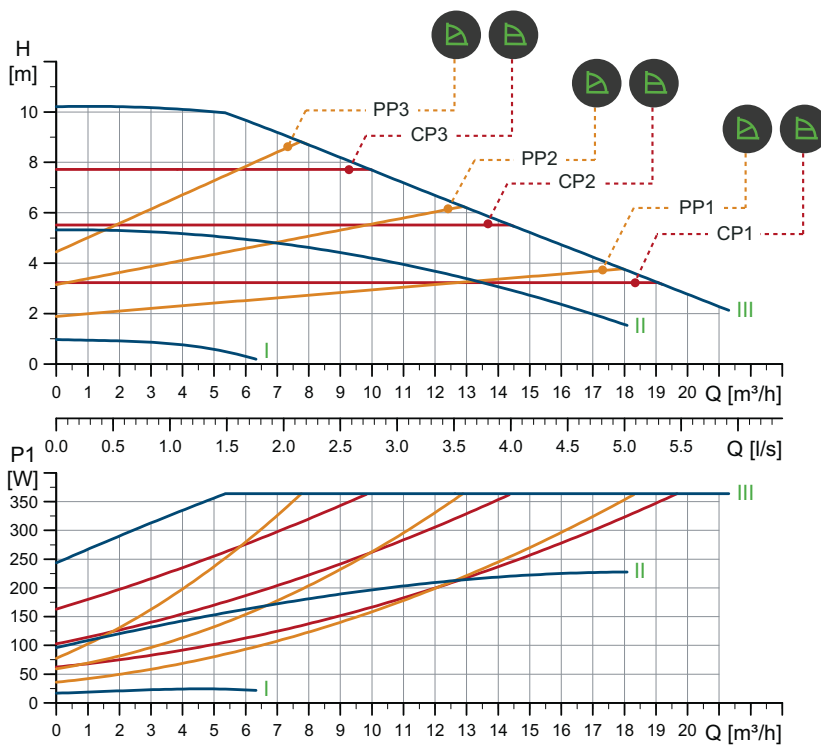 H
[m]
10
8
6
4
2
0
PP3
CP3
PP2
CP2
PP1
CP1
I
II
III
0 1 2 3 4 5 6 7 8 9 10 11 12 13 14 15 16 17 18 19 20 Q [m³/h]
0.0 0.5 1.0 1.5 2.0 2.5 3.0 3.5 4.0 4.5 5.0 5.5 Q [l/s]
P1
[W]
350
300
250
200
150
100
50
0
III
II
I
0 1 2 3 4 5 6 7 8 9 10 11 12 13 14 15 16 17 18 19 20 Q [m³/h]